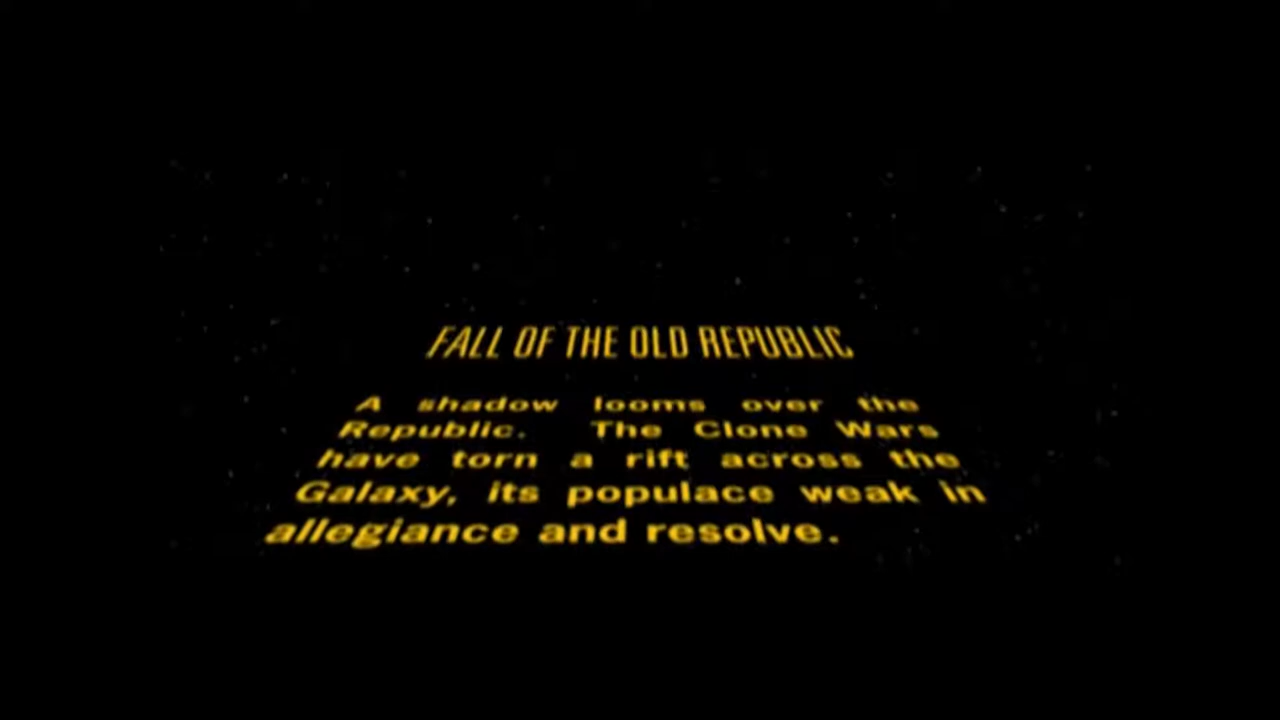 FALL OF THE OLD REPUBLIC
A shadow looms over the
Republic. The Clone Wars
have torn a rift across the
Galaxy, its populace weak in
allegiance and resolve.